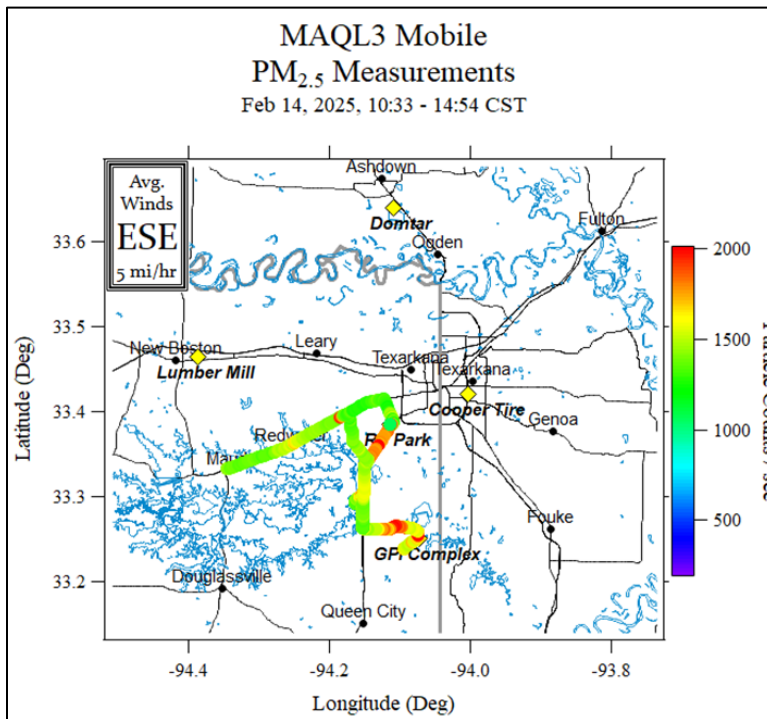 MAQL3 Mobile
PM2.5 Measurements
Feb 14, 2025, 10:33 - 14:54 CST
Avg.
Winds
ESE
5 mi/hr
Ashdown
Domtar
Ogden
Fulton
New Boston
Lumber Mill
Leary
Texarkana
Texarkana
Cooper Tire
Genoa
Park
GPI Complex
Fouke
Douglassville
Queen City
33.6
33.5
33.4
33.3
33.2
Latitude (Deg)
-94.4
-94.2
-94.0
-93.8
Longitude (Deg)
2000
1500
1000
500